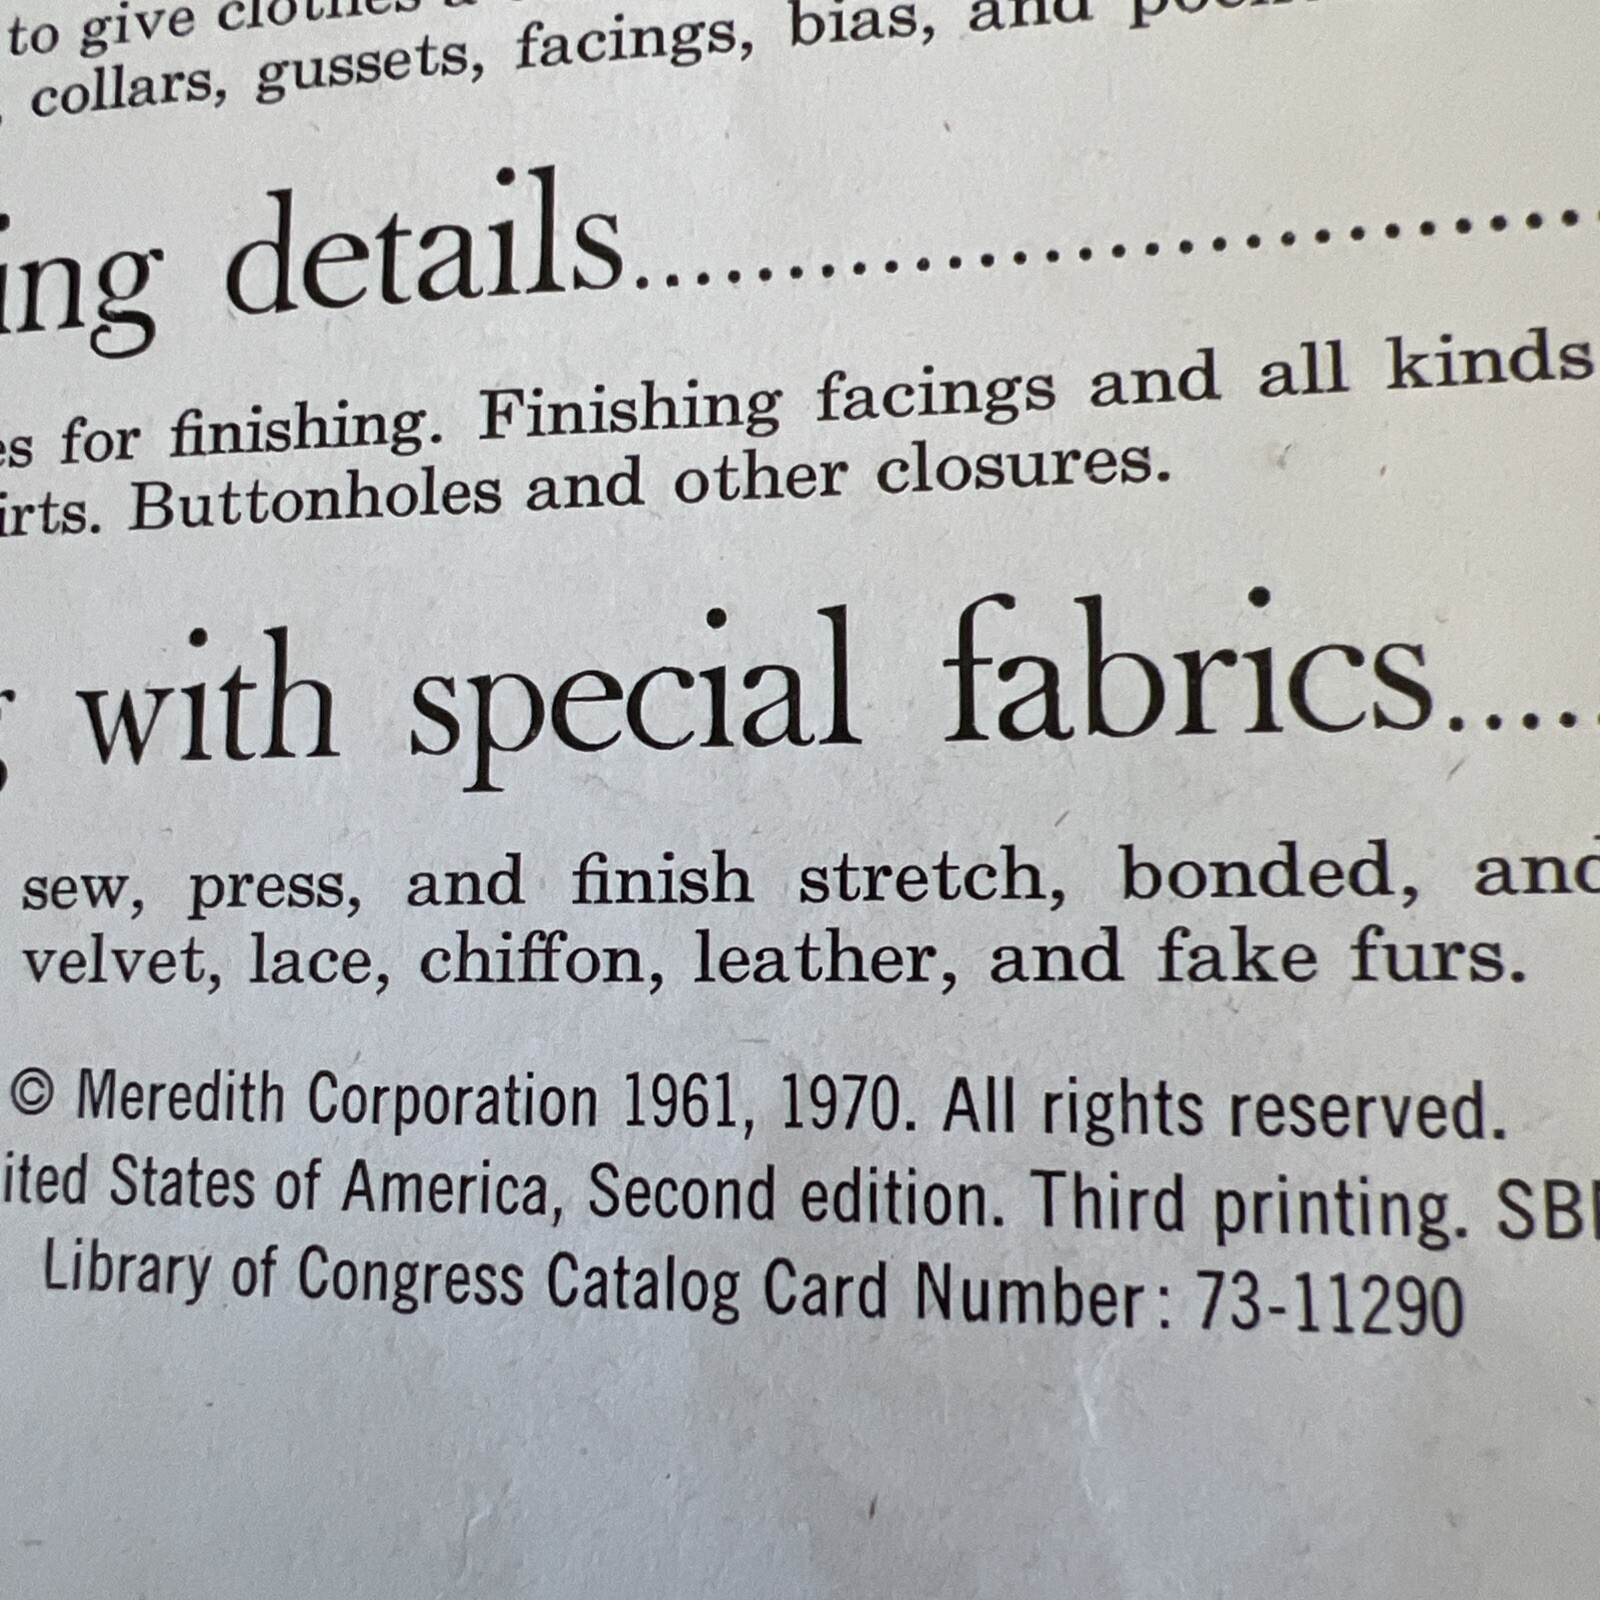 to give clothes a
collars, gussets, facings, bias, and
details....................................
for finishing. Finishing facings and all kinds
Buttonholes and other closures.
with special fabrics.....
sew, press, and finish stretch, bonded, and
velvet, lace, chiffon, leather, and fake furs.
© Meredith Corporation 1961, 1970. All rights reserved.
ited States of America, Second edition. Third printing. SB
Library of Congress Catalog Card Number: 73-11290